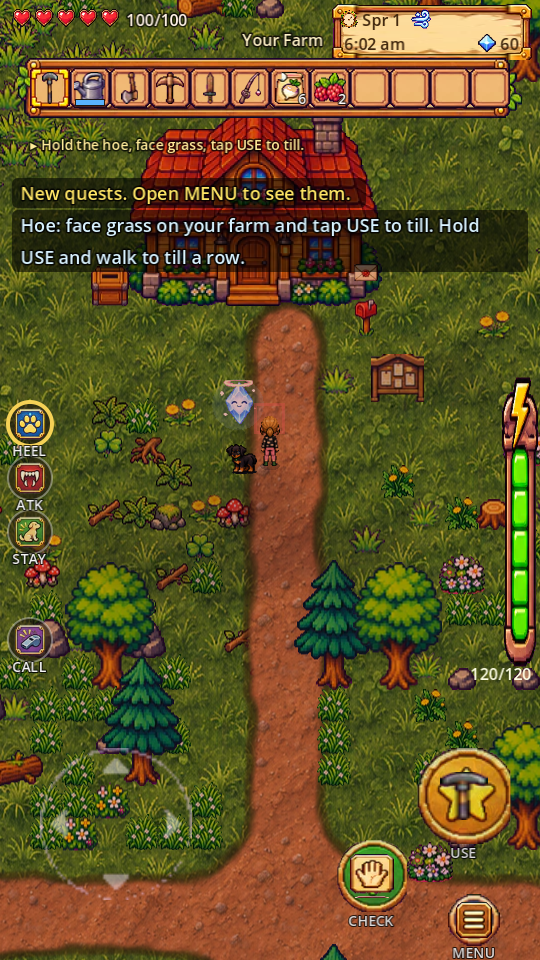 100/100
Spr 1
Your Farm
6:02 am
60
6
2
▸ Hold the hoe, face grass, tap USE to till.
New quests. Open MENU to see them.
Hoe: face grass on your farm and tap USE to till. Hold
USE and walk to till a row.
HEEL
ATK
STAY
CALL
120/120
USE
CHECK
MENU